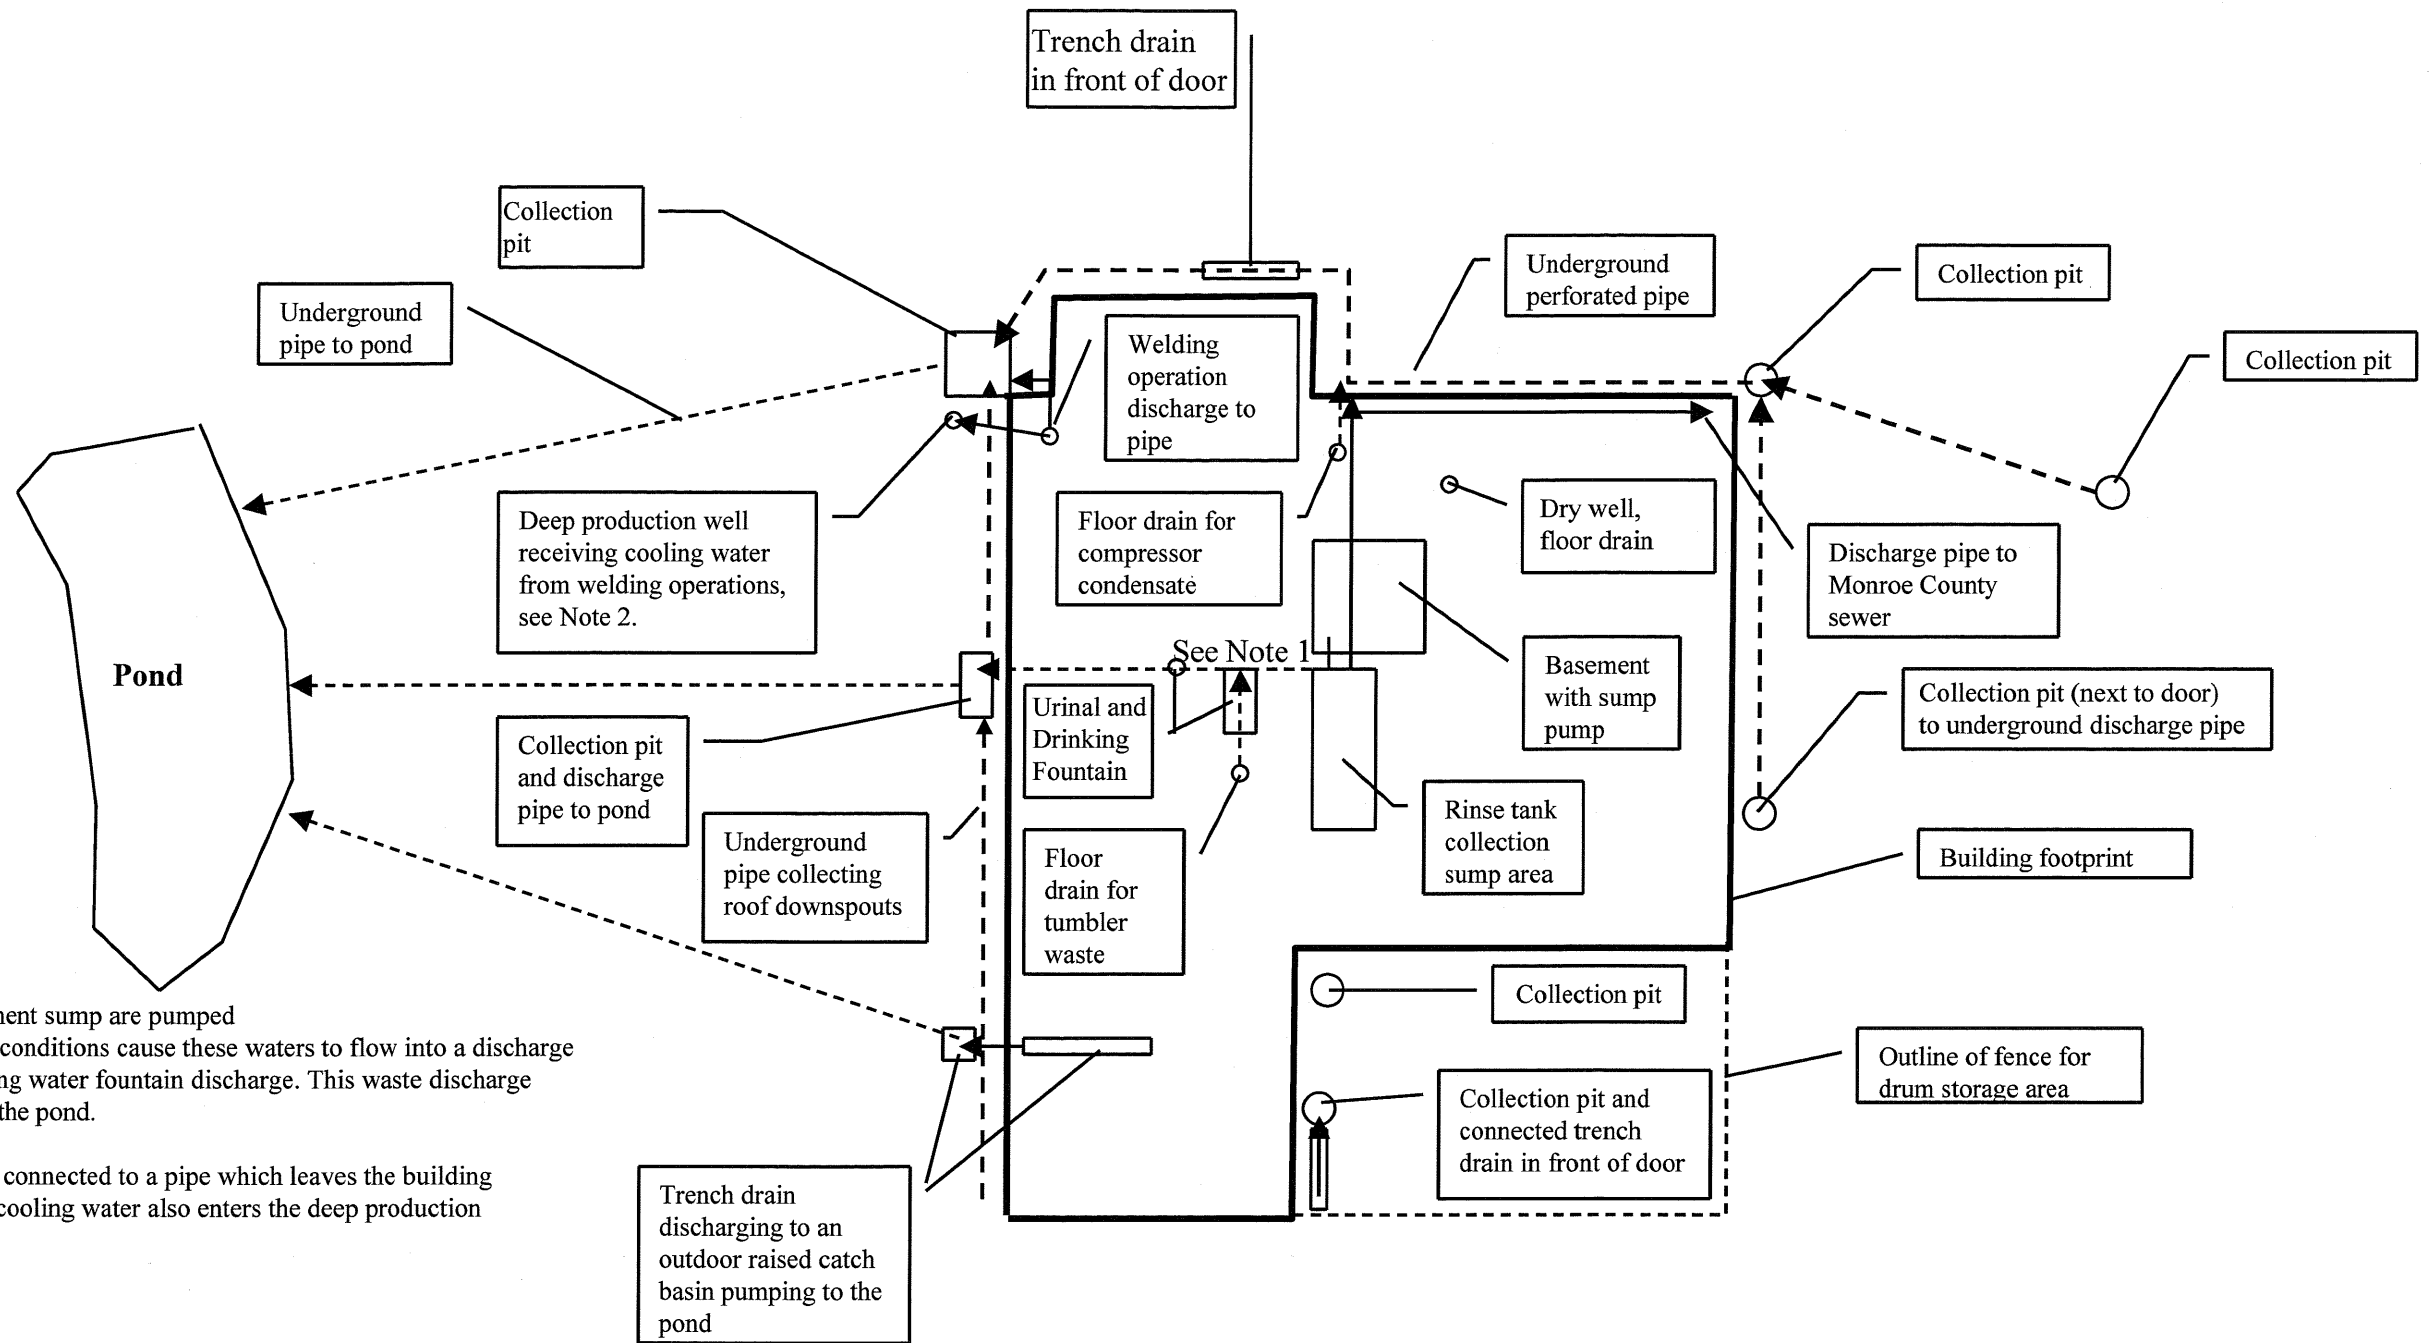 Trench drain
in front of door
Collection
pit
Underground
perforated pipe
Collection pit
Underground
pipe to pond
Welding
operation
discharge to
pipe
Collection pit
Deep production well
receiving cooling water
from welding operations,
see Note 2.
Floor drain for
compressor
condensate
Dry well,
floor drain
Discharge pipe to
Monroe County
sewer
Pond
See Note 1
Basement
with sump
pump
Collection pit (next to door)
to underground discharge pipe
Urinal and
Drinking
Fountain
Collection pit
and discharge
pipe to pond
Rinse tank
collection
sump area
Underground
pipe collecting
roof downspouts
Floor
drain for
tumbler
waste
Building footprint
Collection pit
Outline of fence for
drum storage area
Collection pit and
connected trench
drain in front of door
Trench drain
discharging to an
outdoor raised catch
basin pumping to the
pond
sump are pumped
conditions cause these waters to flow into a discharge
water fountain discharge. This waste discharge
the pond.
connected to a pipe which leaves the building
cooling water also enters the deep production